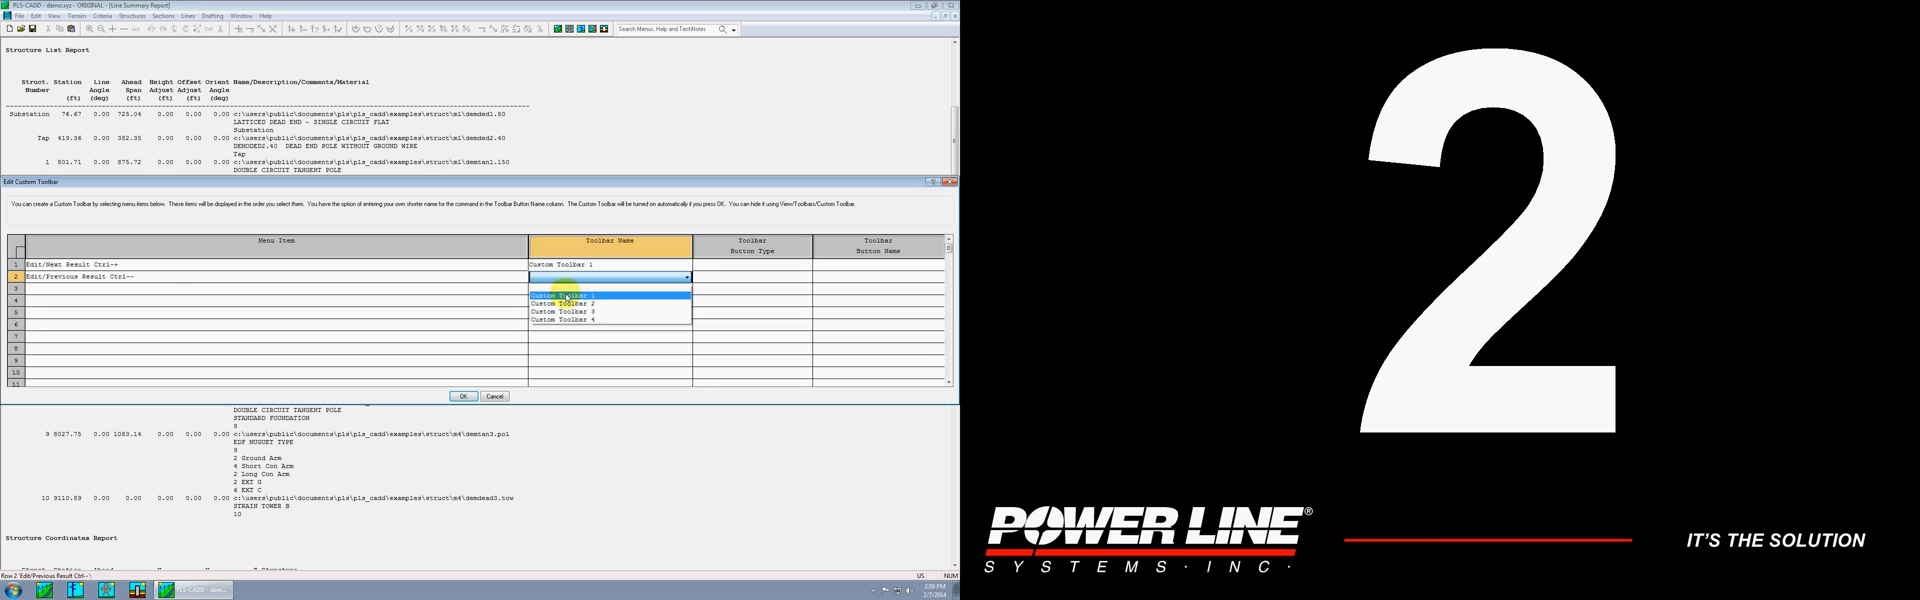 PLS-CADD - demo.xyz - ORIGINAL - [Line Summary Report]
File Edit View Terrain Criteria Structures Sections Lines Drafting Window Help
Search Menus, Help and TechNotes
Structure List Report
Struct. Station Line Ahead Height Offset Orient Name/Description/Comments/Material
Number Angle Span Adjust Adjust Angle
(ft) (deg) (ft) (ft) (ft) (deg)
Substation 76.67 0.00 725.04 0.00 0.00 0.00 c:\users\public\documents\pls\pls_cadd\examples\struct\m1\demded1.80
LATTICED DEAD END - SINGLE CIRCUIT FLAT
Substation
Tap 419.36 0.00 382.35 0.00 0.00 0.00 c:\users\public\documents\pls\pls_cadd\examples\struct\m1\demded2.40
DEMODED2.40 DEAD END POLE WITHOUT GROUND WIRE
Tap
1 801.71 0.00 875.72 0.00 0.00 0.00 c:\users\public\documents\pls\pls_cadd\examples\struct\m1\demtan1.150
DOUBLE CIRCUIT TANGENT POLE
Edit Custom Toolbar
You can create a Custom Toolbar by selecting menu items below. These items will be displayed in the order you select them. You have the option of entering your own shorter name for the command in the Toolbar Button Name column. The Custom Toolbar will be turned on automatically if you press OK. You can hide it using View/Toolbars/Custom Toolbar.
Menu Item Toolbar Name Toolbar Button Type Toolbar Button Name
1 Edit/Next Result Ctrl-+ Custom Toolbar 1
2 Edit/Previous Result Ctrl--
3
Custom Toolbar 1
4 Custom Toolbar 2
5 Custom Toolbar 3
6 Custom Toolbar 4
7
8
9
10
11
OK Cancel
DOUBLE CIRCUIT TANGENT POLE
STANDARD FOUNDATION
8
9 8027.75 0.00 1083.14 0.00 0.00 0.00 c:\users\public\documents\pls\pls_cadd\examples\struct\m4\demtan3.pol
EDF MUGUET TYPE
9
2 Ground Arm
4 Short Con Arm
2 Long Con Arm
2 EXT G
6 EXT C
10 9110.89 0.00 0.00 0.00 0.00 0.00 c:\users\public\documents\pls\pls_cadd\examples\struct\m4\demdead3.tow
STRAIN TOWER B
10
Structure Coordinates Report
Row 2 'Edit/Previous Result Ctrl--':
US NUM
PLS-CADD - dem...
2:59 PM
2/7/2014
2
POWER LINE®
SYSTEMS·INC.
IT'S THE SOLUTION